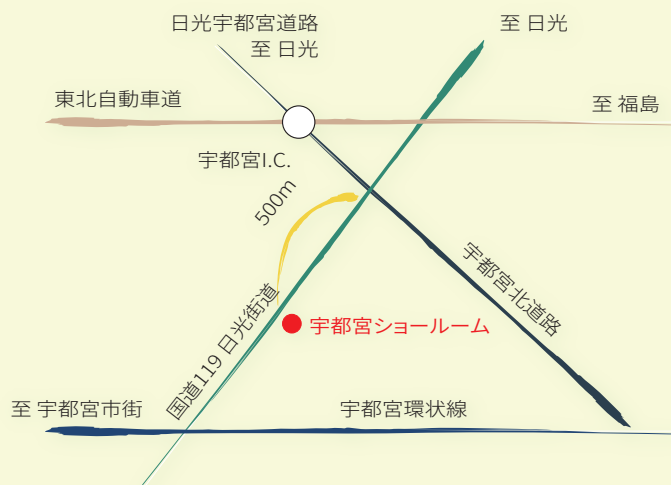 日光宇都宮道路
至 日光
至 日光
東北自動車道
至 福島
宇都宮I.C.
500m
宇都宮北道路
国道119 日光街道
宇都宮ショールーム
至 宇都宮市街
宇都宮環状線